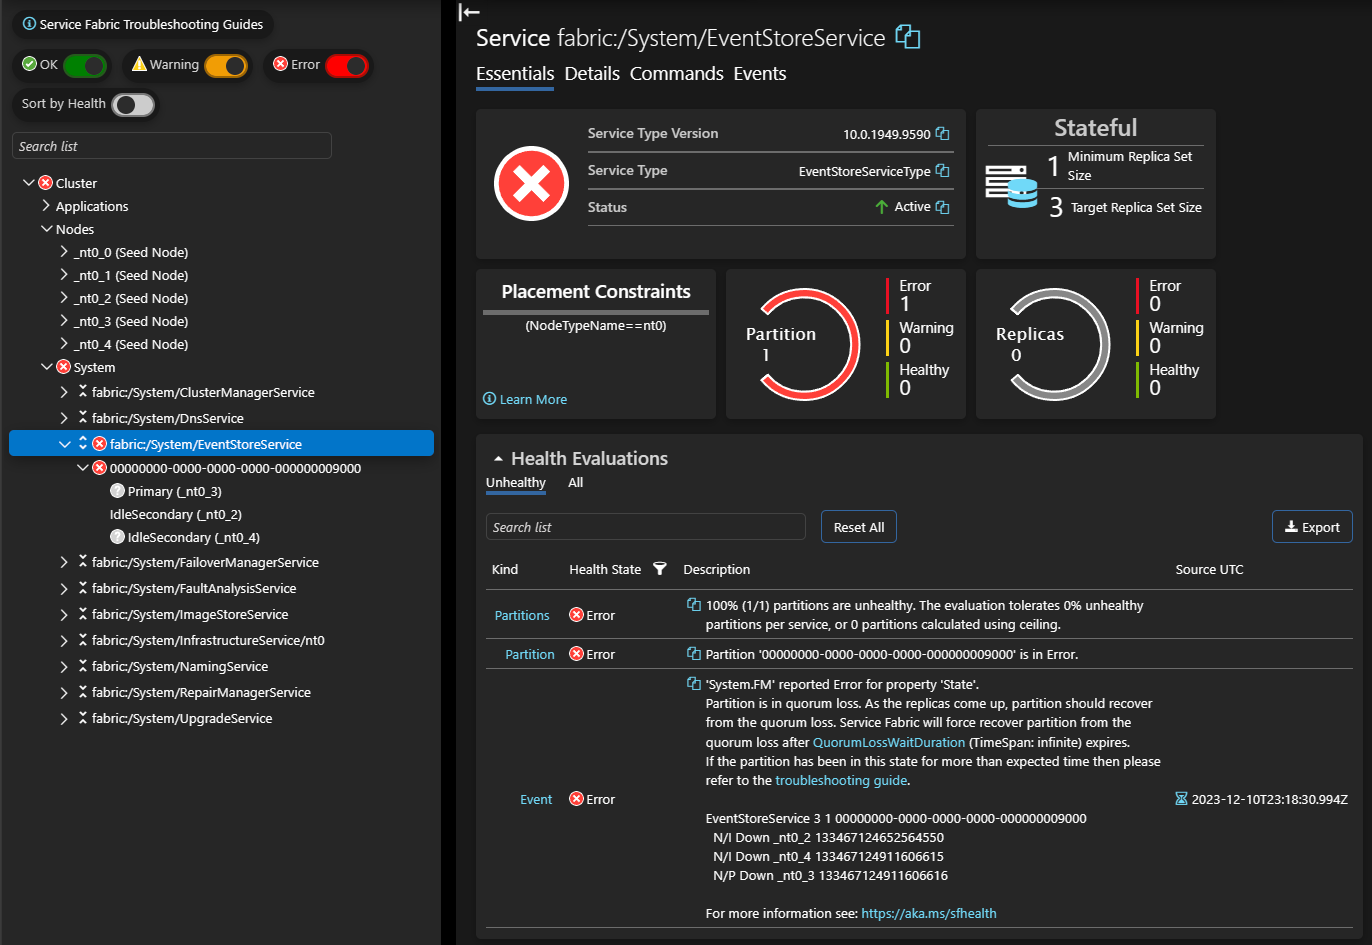 Service Fabric Troubleshooting Guides
OK
Warning
Error
Sort by Health
Search list
Cluster
Applications
Nodes
_nt0_0 (Seed Node)
_nt0_1 (Seed Node)
_nt0_2 (Seed Node)
_nt0_3 (Seed Node)
_nt0_4 (Seed Node)
System
fabric:/System/ClusterManagerService
fabric:/System/DnsService
fabric:/System/EventStoreService
00000000-0000-0000-0000-000000009000
Primary (_nt0_3)
IdleSecondary (_nt0_2)
IdleSecondary (_nt0_4)
fabric:/System/FailoverManagerService
fabric:/System/FaultAnalysisService
fabric:/System/ImageStoreService
fabric:/System/InfrastructureService/nt0
fabric:/System/NamingService
fabric:/System/RepairManagerService
fabric:/System/UpgradeService
Service fabric:/System/EventStoreService
Essentials Details Commands Events
Service Type Version 10.0.1949.9590
Service Type EventStoreServiceType
Status Active
Stateful
1 Minimum Replica Set
Size
3 Target Replica Set Size
Placement Constraints
(NodeTypeName==nt0)
Learn More
Partition
1
Error
1
Warning
0
Healthy
0
Replicas
0
Error
0
Warning
0
Healthy
0
Health Evaluations
Unhealthy All
Search list
Reset All
Export
Kind Health State Description Source UTC
Partitions Error 100% (1/1) partitions are unhealthy. The evaluation tolerates 0% unhealthy
partitions per service, or 0 partitions calculated using ceiling.
Partition Error Partition '00000000-0000-0000-0000-000000009000' is in Error.
'System.FM' reported Error for property 'State'.
Partition is in quorum loss. As the replicas come up, partition should recover
from the quorum loss. Service Fabric will force recover partition from the
quorum loss after QuorumLossWaitDuration (TimeSpan: infinite) expires.
If the partition has been in this state for more than expected time then please
refer to the troubleshooting guide.
Event Error 2023-12-10T23:18:30.994Z
EventStoreService 3 1 00000000-0000-0000-0000-000000009000
N/I Down _nt0_2 133467124652564550
N/I Down _nt0_4 133467124911606615
N/P Down _nt0_3 133467124911606616
For more information see: https://aka.ms/sfhealth